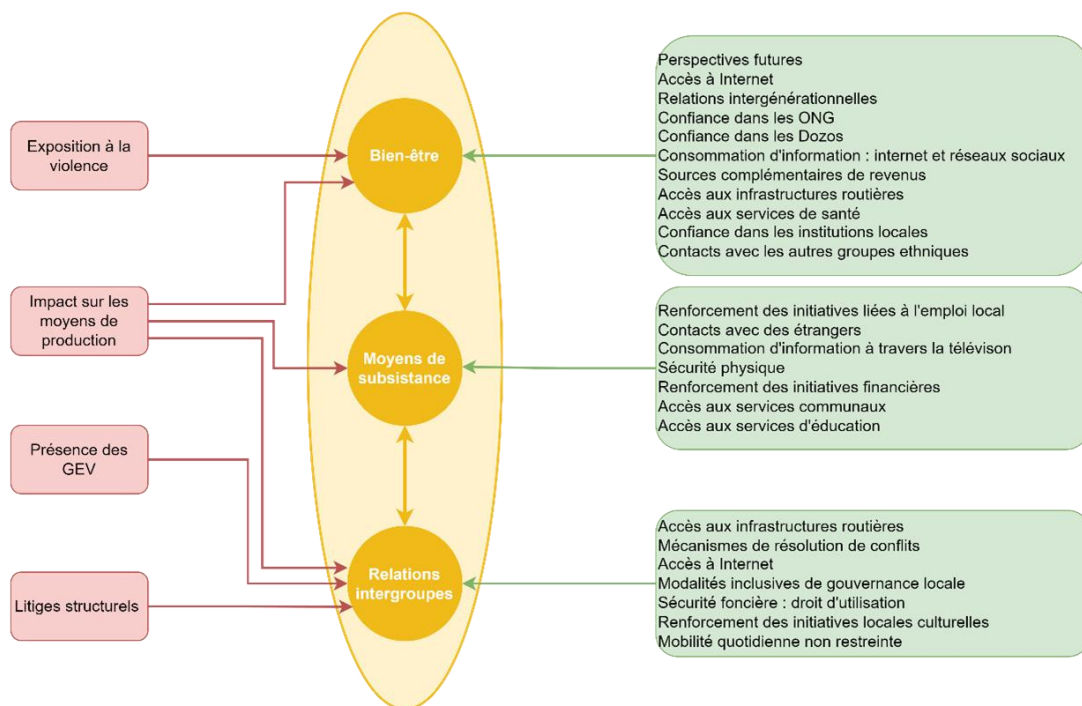 Exposition à la
violence
Impact sur les
moyens de
production
Présence des
GEV
Litiges structurels
Bien-être
Moyens de
subsistance
Relations
intergroupes
Perspectives futures
Accès à Internet
Relations intergénérationnelles
Confiance dans les ONG
Confiance dans les Dozos
Consommation d'information : internet et réseaux sociaux
Sources complémentaires de revenus
Accès aux infrastructures routières
Accès aux services de santé
Confiance dans les institutions locales
Contacts avec les autres groupes ethniques
Renforcement des initiatives liées à l'emploi local
Contacts avec des étrangers
Consommation d'information à travers la télévison
Sécurité physique
Renforcement des initiatives financières
Accès aux services communaux
Accès aux services d'éducation
Accès aux infrastructures routières
Mécanismes de résolution de conflits
Accès à Internet
Modalités inclusives de gouvernance locale
Sécurité foncière : droit d'utilisation
Renforcement des initiatives locales culturelles
Mobilité quotidienne non restreinte